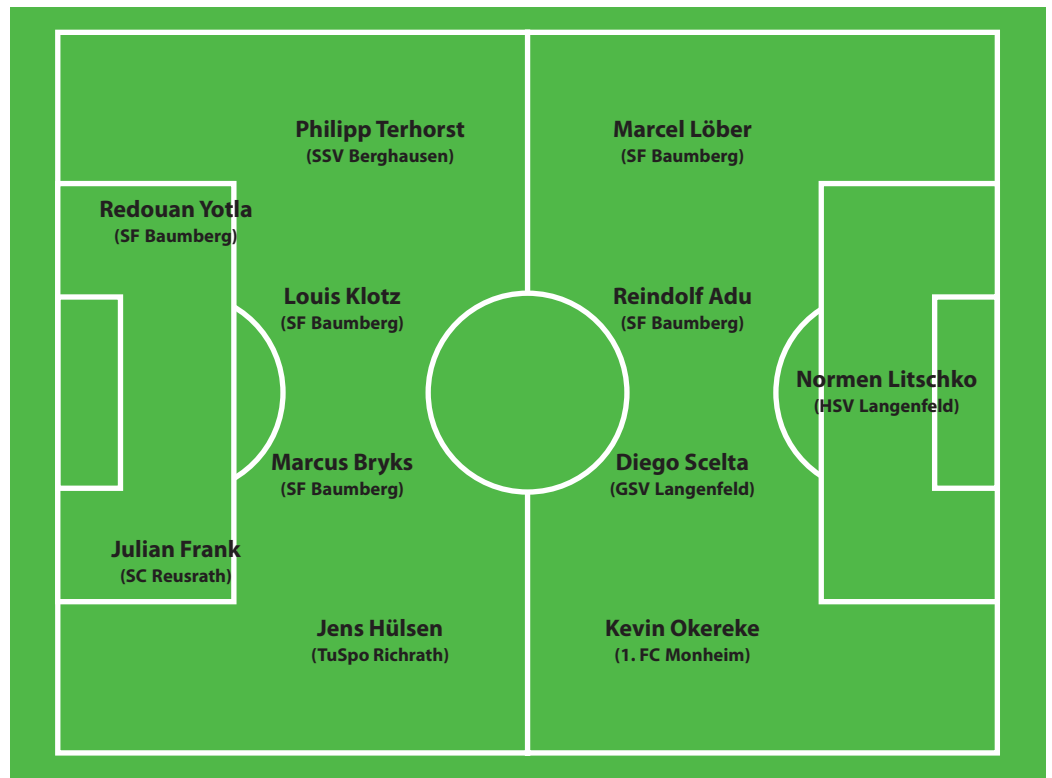 Philipp Terhorst
(SSV Berghausen)
Marcel Löber
(SF Baumberg)
Redouan Yotla
(SF Baumberg)
Louis Klotz
(SF Baumberg)
Reindolf Adu
(SF Baumberg)
Normen Litschko
(HSV Langenfeld)
Marcus Bryks
(SF Baumberg)
Diego Scelta
(GSV Langenfeld)
Julian Frank
(SC Reusrath)
Jens Hülsen
(TuSpo Richrath)
Kevin Okereke
(1. FC Monheim)